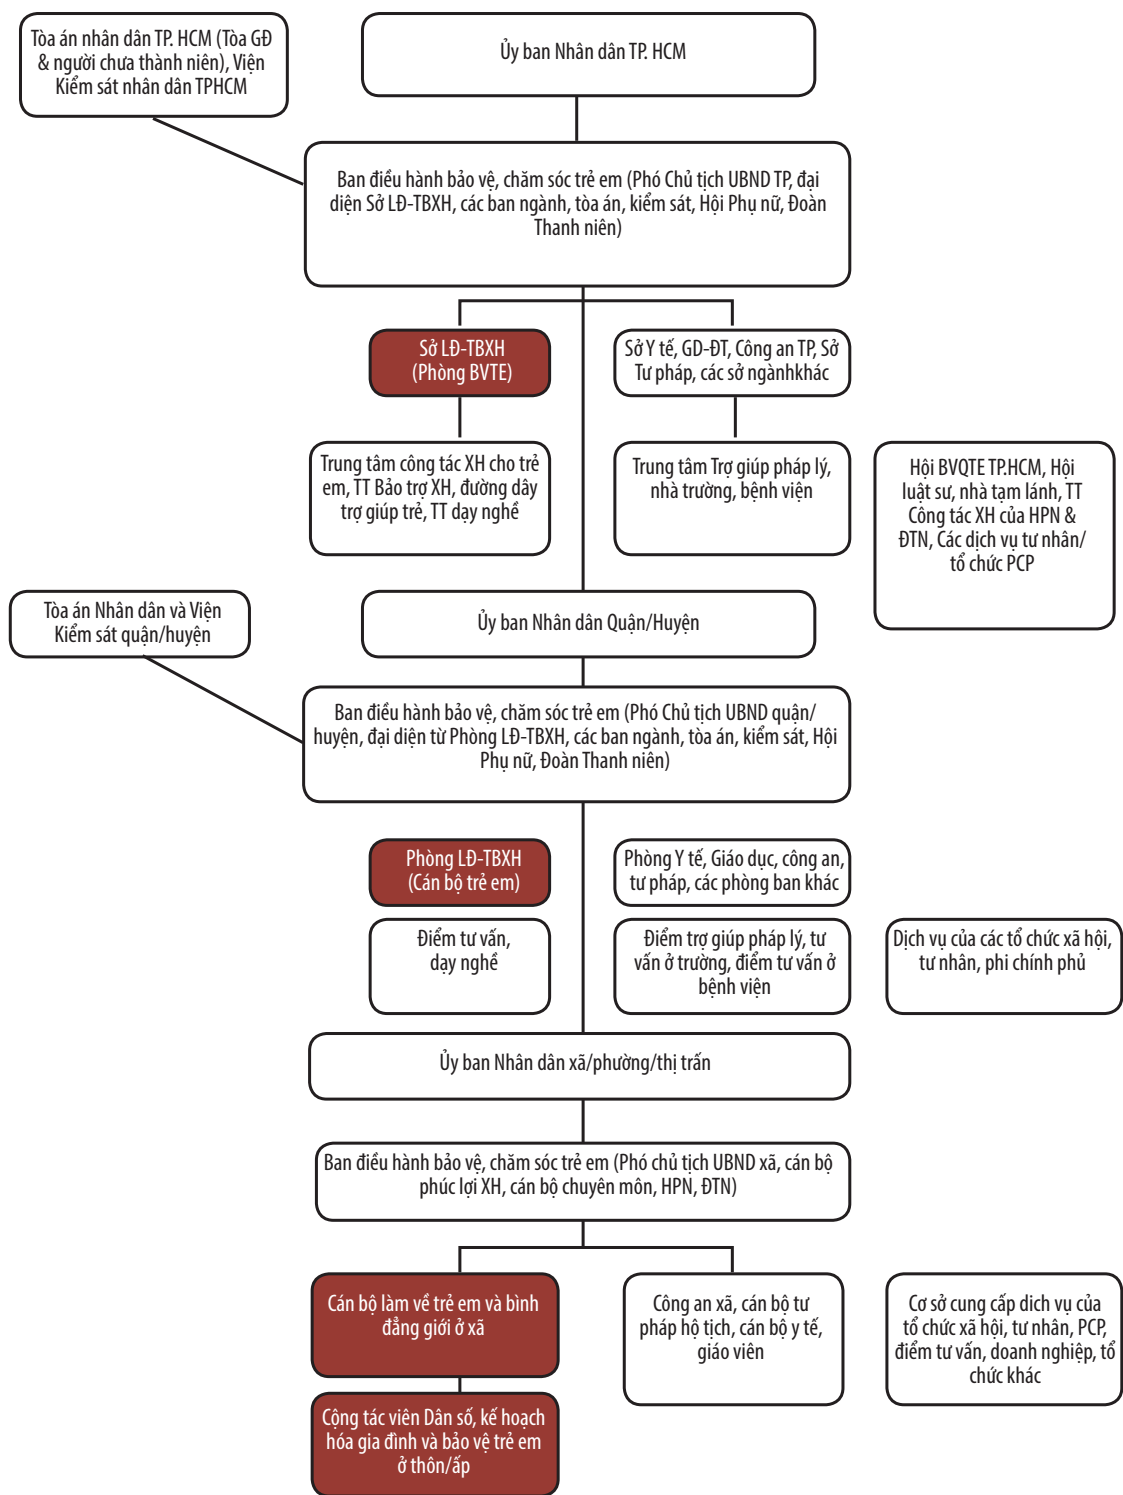 Tòa án nhân dân TP. HCM (Tòa GĐ
& người chưa thành niên), Viện
Kiểm sát nhân dân TPHCM
Ủy ban Nhân dân TP. HCM
Ban điều hành bảo vệ, chăm sóc trẻ em (Phó Chủ tịch UBND TP, đại
diện Sở LĐ-TBXH, các ban ngành, tòa án, kiểm sát, Hội Phụ nữ, Đoàn
Thanh niên)
Sở LĐ-TBXH
(Phòng BVTE)
Sở Y tế, GD-ĐT, Công an TP, Sở
Tư pháp, các sở ngànhkhác
Trung tâm công tác XH cho trẻ
em, TT Bảo trợ XH, đường dây
trợ giúp trẻ, TT dạy nghề
Trung tâm Trợ giúp pháp lý,
nhà trường, bệnh viện
Hội BVQTE TP.HCM, Hội
luật sư, nhà tạm lánh, TT
Công tác XH của HPN &
ĐTN, Các dịch vụ tư nhân/
tổ chức PCP
Tòa án Nhân dân và Viện
Kiểm sát quận/huyện
Ủy ban Nhân dân Quận/Huyện
Ban điều hành bảo vệ, chăm sóc trẻ em (Phó Chủ tịch UBND quận/
huyện, đại diện từ Phòng LĐ-TBXH, các ban ngành, tòa án, kiểm sát, Hội
Phụ nữ, Đoàn Thanh niên)
Phòng LĐ-TBXH
(Cán bộ trẻ em)
Phòng Y tế, Giáo dục, công an,
tư pháp, các phòng ban khác
Điểm tư vấn,
dạy nghề
Điểm trợ giúp pháp lý, tư
vấn ở trường, điểm tư vấn ở
bệnh viện
Dịch vụ của các tổ chức xã hội,
tư nhân, phi chính phủ
Ủy ban Nhân dân xã/phường/thị trấn
Ban điều hành bảo vệ, chăm sóc trẻ em (Phó chủ tịch UBND xã, cán bộ
phúc lợi XH, cán bộ chuyên môn, HPN, ĐTN)
Cán bộ làm về trẻ em và bình
đẳng giới ở xã
Công an xã, cán bộ tư
pháp hộ tịch, cán bộ y tế,
giáo viên
Cơ sở cung cấp dich vụ của
tổ chức xã hội, tư nhân, PCP,
điểm tư vấn, doanh nghiệp, tổ
chức khác
Cộng tác viên Dân số, kế hoạch
hóa gia đình và bảo vệ trẻ em
ở thôn/ấp